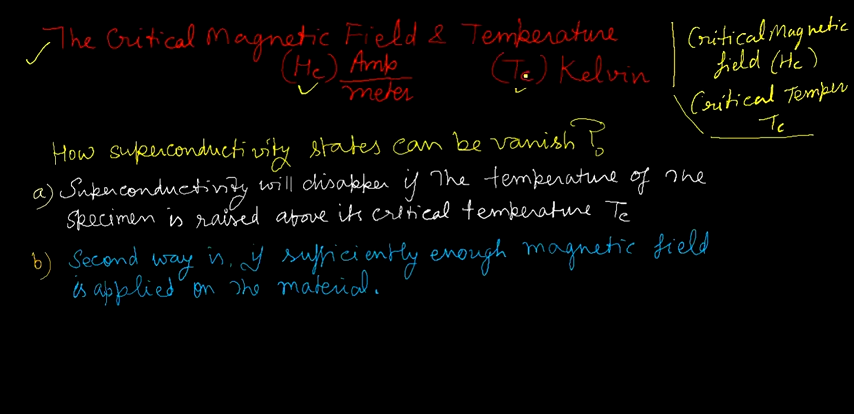 The Critical Magnetic Field & Temperature
(Hc) Amp/meter (Tc) Kelvin
Critical Magnetic
field (Hc)
Critical Temper
Tc
How superconductivity states can be vanish ?
a) Superconductivity will disapper if The temperature of The
specimen is raised above its critical temperature Tc
b) Second way is, if sufficiently enough magnetic field
is applied on The material.